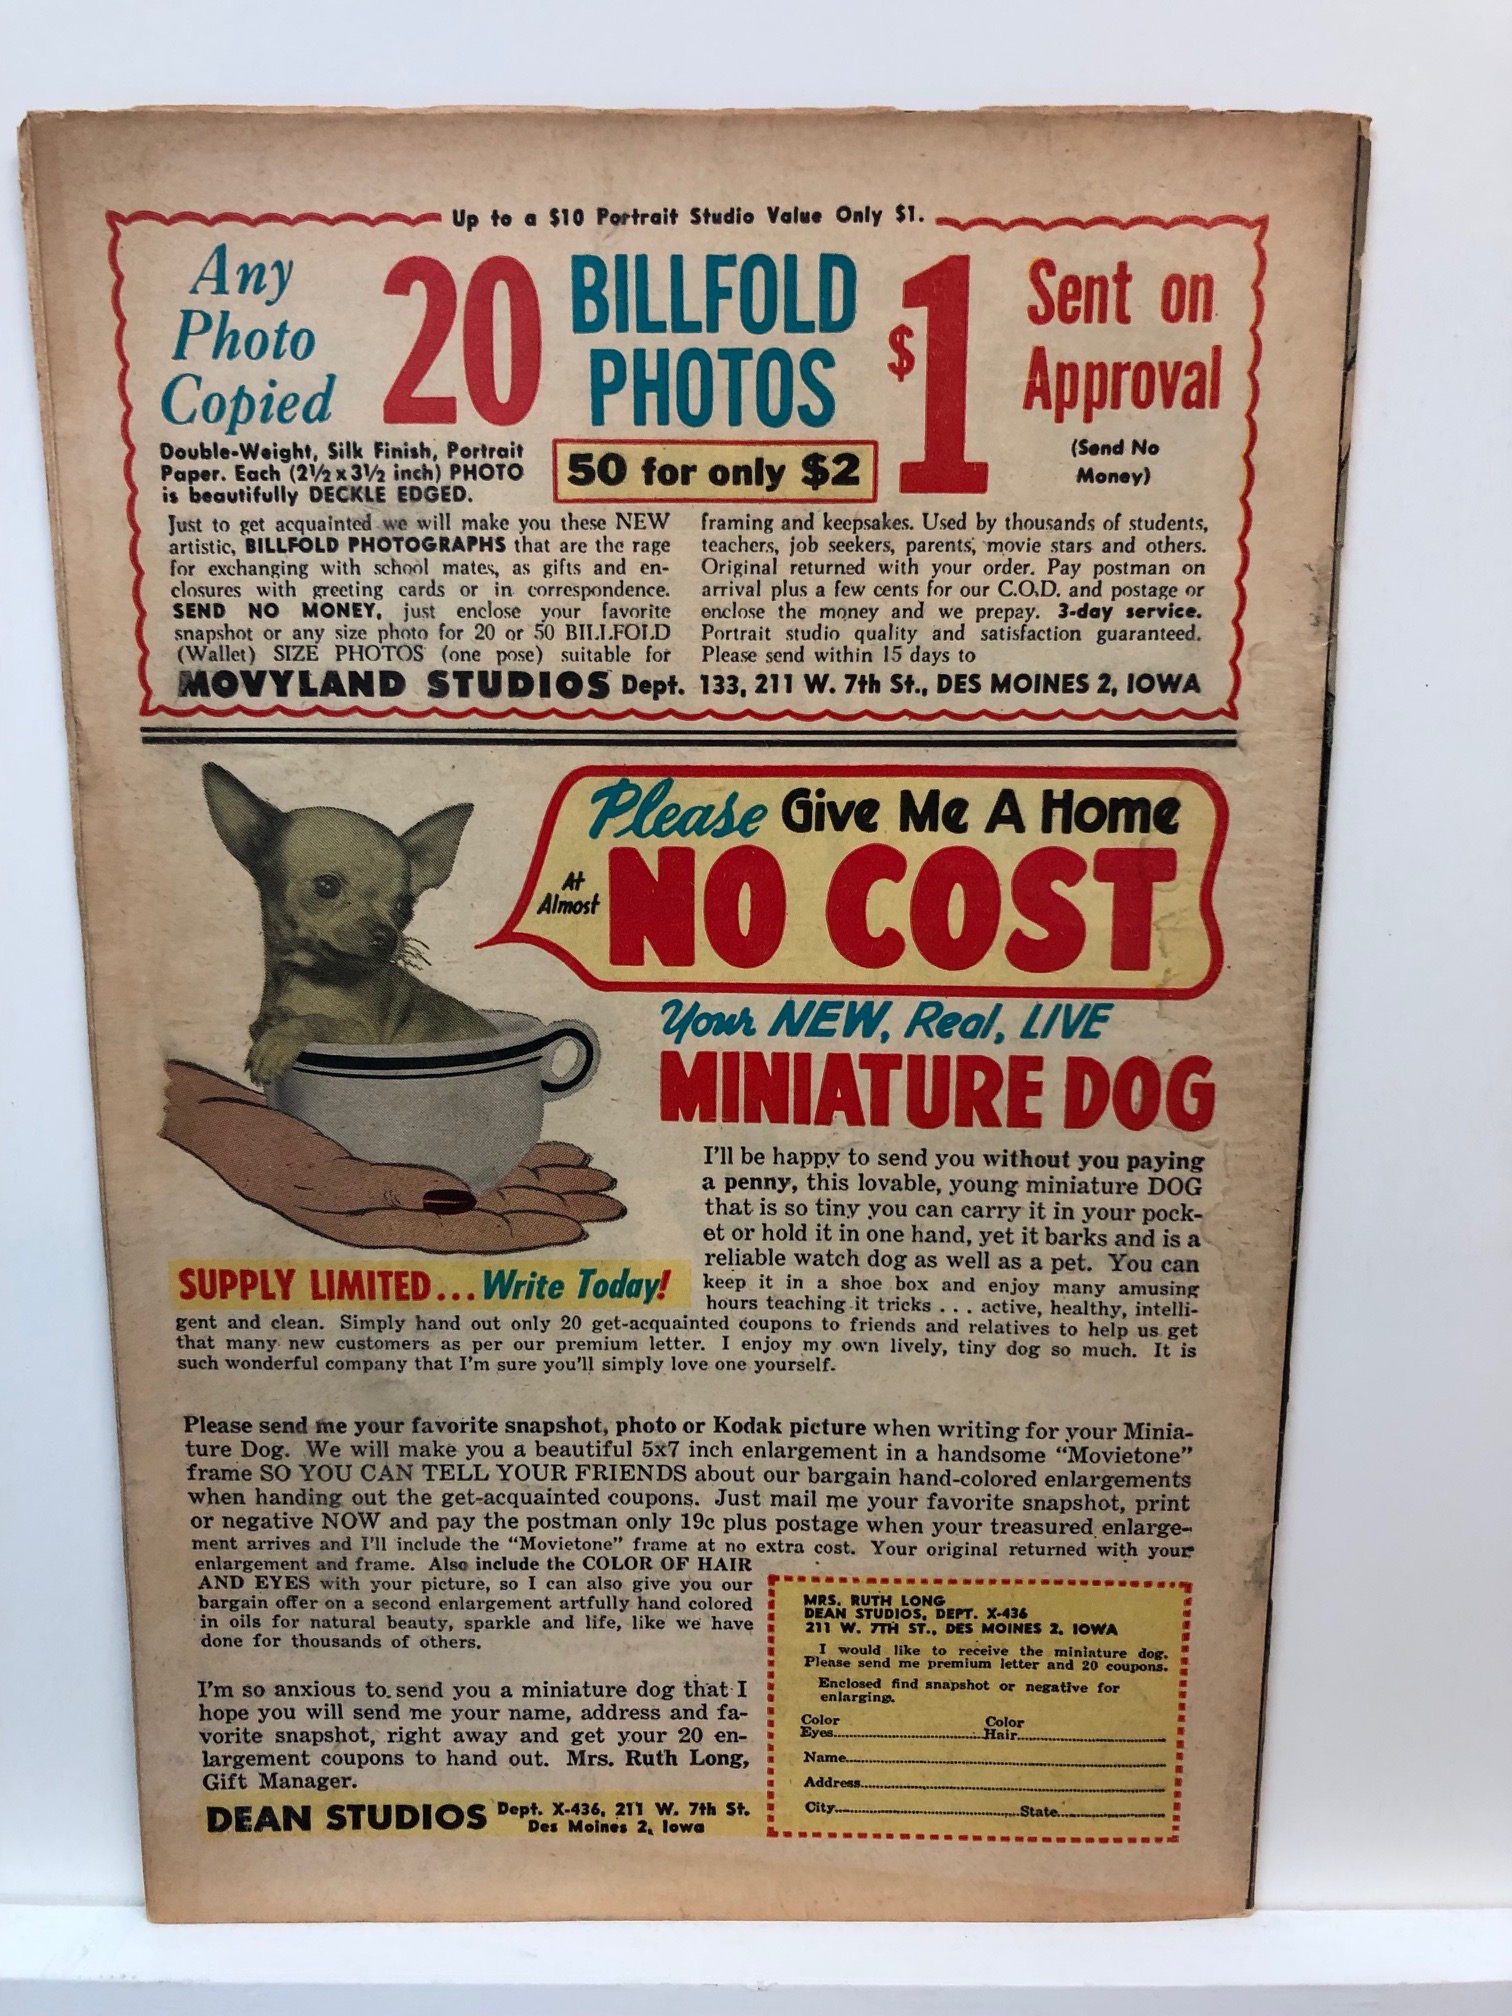 Up to a $10 Portrait Studio Value Only $1.
Any
Photo
Copied
20
BILLFOLD
PHOTOS
50 for only $2
$1
Sent on
Approval
(Send No
Money)
Double-Weight, Silk Finish, Portrait
Paper. Each (2½ x 3½ inch) PHOTO
is beautifully DECKLE EDGED.
Just to get acquainted we will make you these NEW
artistic, BILLFOLD PHOTOGRAPHS that are the rage
for exchanging with school mates, as gifts and en-
closures with greeting cards or in correspondence.
SEND NO MONEY, just enclose your favorite
snapshot or any size photo for 20 or 50 BILLFOLD
(Wallet) SIZE PHOTOS (one pose) suitable for
framing and keepsakes. Used by thousands of students,
teachers, job seekers, parents, movie stars and others.
Original returned with your order. Pay postman on
arrival plus a few cents for our C.O.D. and postage or
enclose the money and we prepay. 3-day service.
Portrait studio quality and satisfaction guaranteed.
Please send within 15 days to
MOVYLAND STUDIOS Dept. 133, 211 W. 7th St., DES MOINES 2, IOWA
Please Give Me A Home
At
Almost
NO COST
Your NEW, Real, LIVE
MINIATURE DOG
I'll be happy to send you without you paying
a penny, this lovable, young miniature DOG
that is so tiny you can carry it in your pock-
et or hold it in one hand, yet it barks and is a
reliable watch dog as well as a pet. You can
keep it in a shoe box and enjoy many amusing
hours teaching it tricks . . . active, healthy, intelli-
SUPPLY LIMITED... Write Today!
gent and clean. Simply hand out only 20 get-acquainted coupons to friends and relatives to help us get
that many new customers as per our premium letter. I enjoy my own lively, tiny dog so much. It is
such wonderful company that I'm sure you'll simply love one yourself.
Please send me your favorite snapshot, photo or Kodak picture when writing for your Minia-
ture Dog. We will make you a beautiful 5x7 inch enlargement in a handsome "Movietone"
frame SO YOU CAN TELL YOUR FRIENDS about our bargain hand-colored enlargements
when handing out the get-acquainted coupons. Just mail me your favorite snapshot, print
or negative NOW and pay the postman only 19c plus postage when your treasured enlarge-
ment arrives and I'll include the "Movietone" frame at no extra cost. Your original returned with your
enlargement and frame. Also include the COLOR OF HAIR
AND EYES with your picture, so I can also give you our
bargain offer on a second enlargement artfully hand colored
in oils for natural beauty, sparkle and life, like we have
done for thousands of others.
I'm so anxious to send you a miniature dog that I
hope you will send me your name, address and fa-
vorite snapshot, right away and get your 20 en-
largement coupons to hand out. Mrs. Ruth Long,
Gift Manager.
DEAN STUDIOS Dept. X-436, 211 W. 7th St.
Des Moines 2, Iowa
MRS. RUTH LONG
DEAN STUDIOS, DEPT. X-436
211 W. 7TH ST., DES MOINES 2, IOWA
I would like to receive the miniature dog.
Please send me premium letter and 20 coupons.
Enclosed find snapshot or negative for
enlarging.
Color Color
Eyes........................Hair........................
Name........................
Address........................
City........................State........................